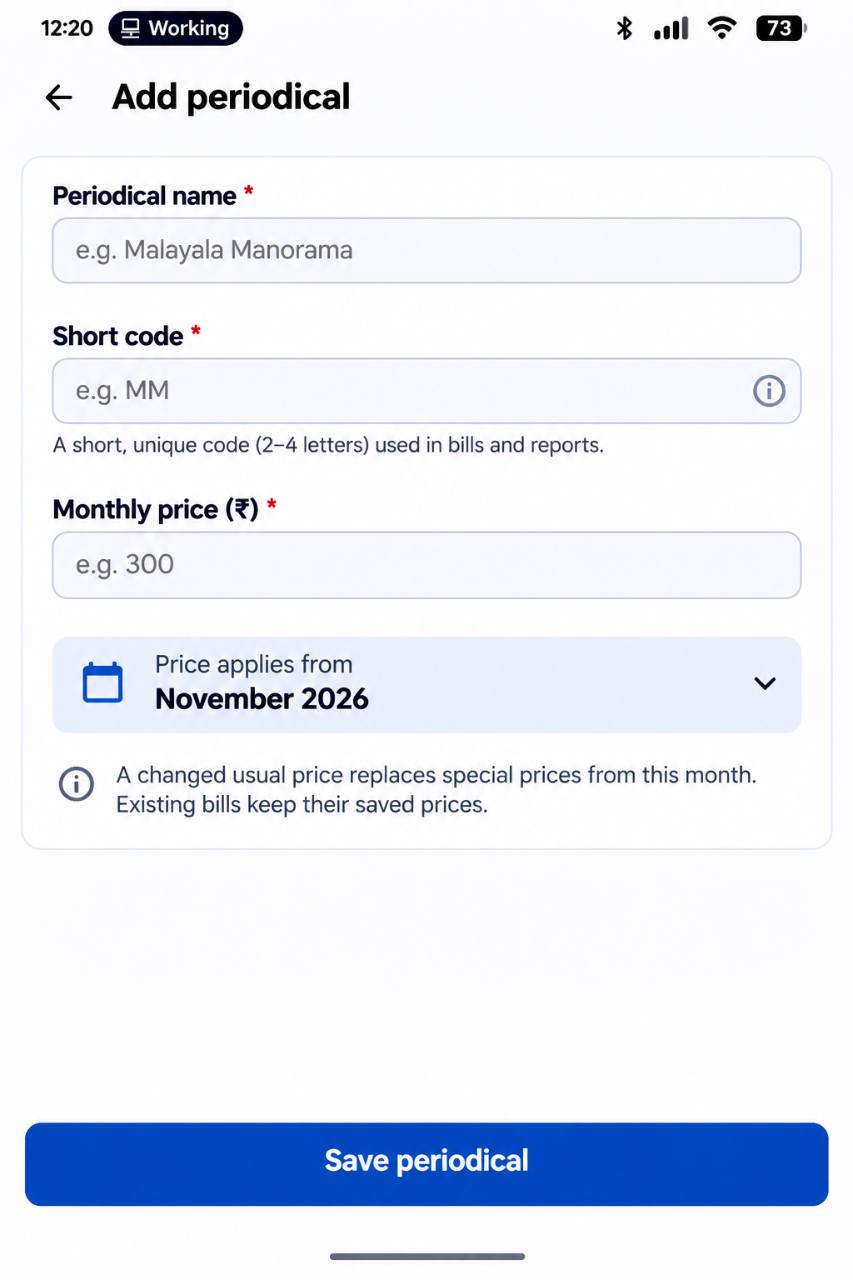 12:20 Working 73
Add periodical
Periodical name *
e.g. Malayala Manorama
Short code *
e.g. MM
A short, unique code (2–4 letters) used in bills and reports.
Monthly price (₹) *
e.g. 300
Price applies from
November 2026
A changed usual price replaces special prices from this month.
Existing bills keep their saved prices.
Save periodical